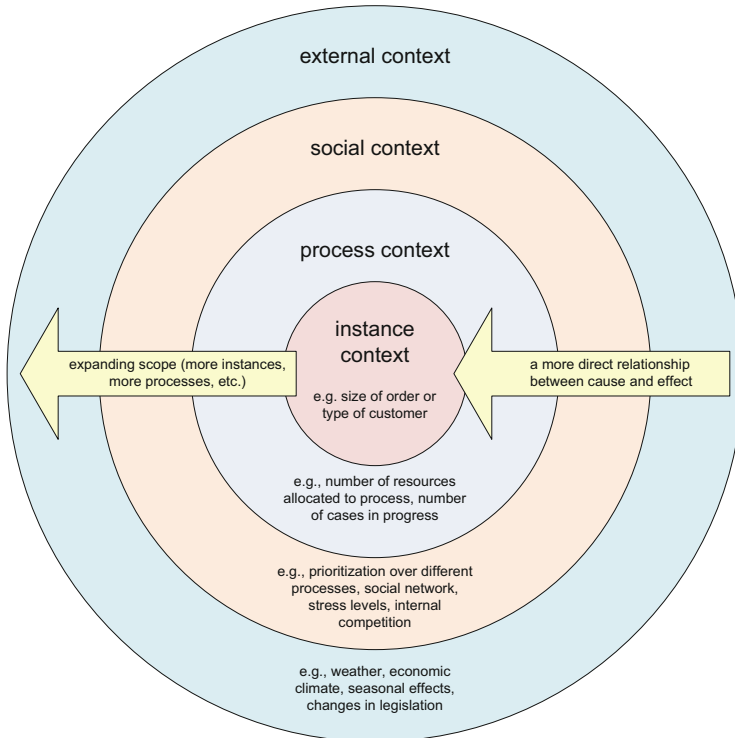 external context
social context
process context
instance
context
e.g. size of order or
type of customer
expanding scope (more instances,
more processes, etc.)
a more direct relationship
between cause and effect
e.g., number of resources
allocated to process, number
of cases in progress
e.g., prioritization over different
processes, social network,
stress levels, internal
competition
e.g., weather, economic
climate, seasonal effects,
changes in legislation